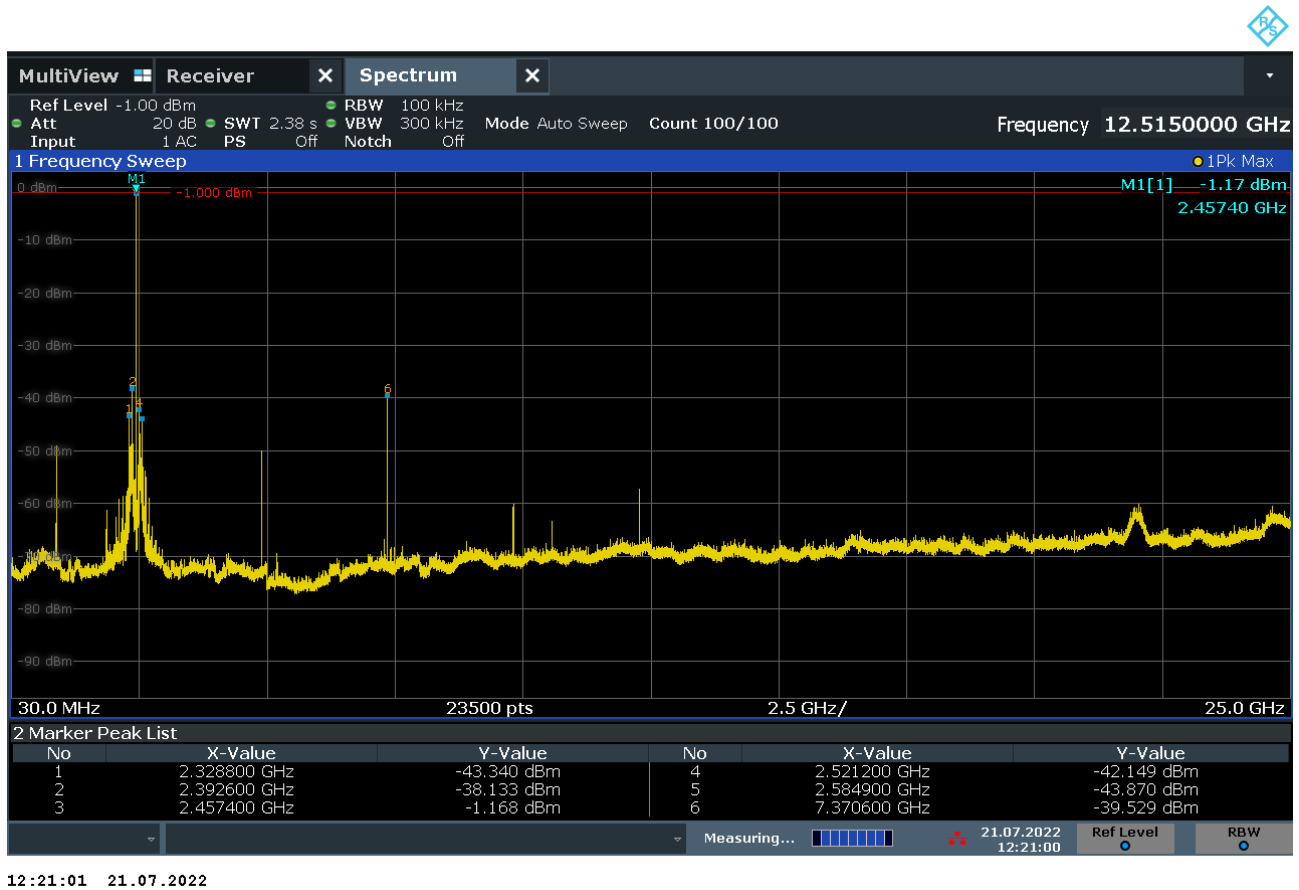 R&S
MultiView Receiver X Spectrum X
Ref Level -1.00 dBm RBW 100 kHz
Att 20 dB SWT 2.38 s VBW 300 kHz Mode Auto Sweep Count 100/100 Frequency 12.5150000 GHz
Input 1 AC PS Off Notch Off
1 Frequency Sweep 1Pk Max
M1 M1[1] -1.17 dBm
0 dBm -1.000 dBm
2.45740 GHz
-10 dBm
-20 dBm
-30 dBm
2 6
-40 dBm
1 4
-50 dBm
-60 dBm
-70 dBm
-80 dBm
-90 dBm
30.0 MHz 23500 pts 2.5 GHz/ 25.0 GHz
2 Marker Peak List
No X-Value Y-Value No X-Value Y-Value
1 2.328800 GHz -43.340 dBm 4 2.521200 GHz -42.149 dBm
2 2.392600 GHz -38.133 dBm 5 2.584900 GHz -43.870 dBm
3 2.457400 GHz -1.168 dBm 6 7.370600 GHz -39.529 dBm
Measuring... 21.07.2022 Ref Level RBW
12:21:00
12:21:01 21.07.2022